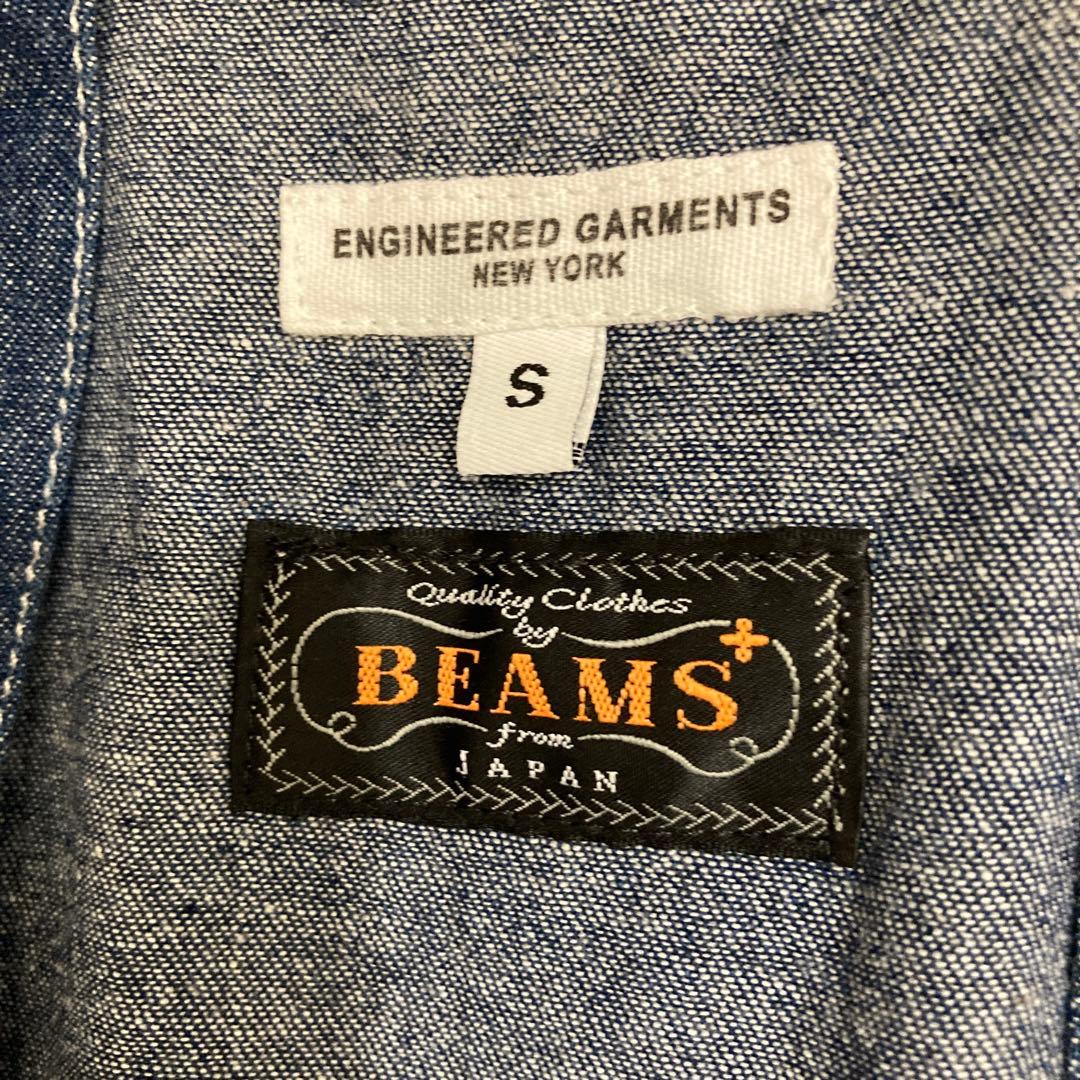 ENGINEERED GARMENTS
NEW YORK
S
Quality Clothes
by
BEAMS+
from
JAPAN